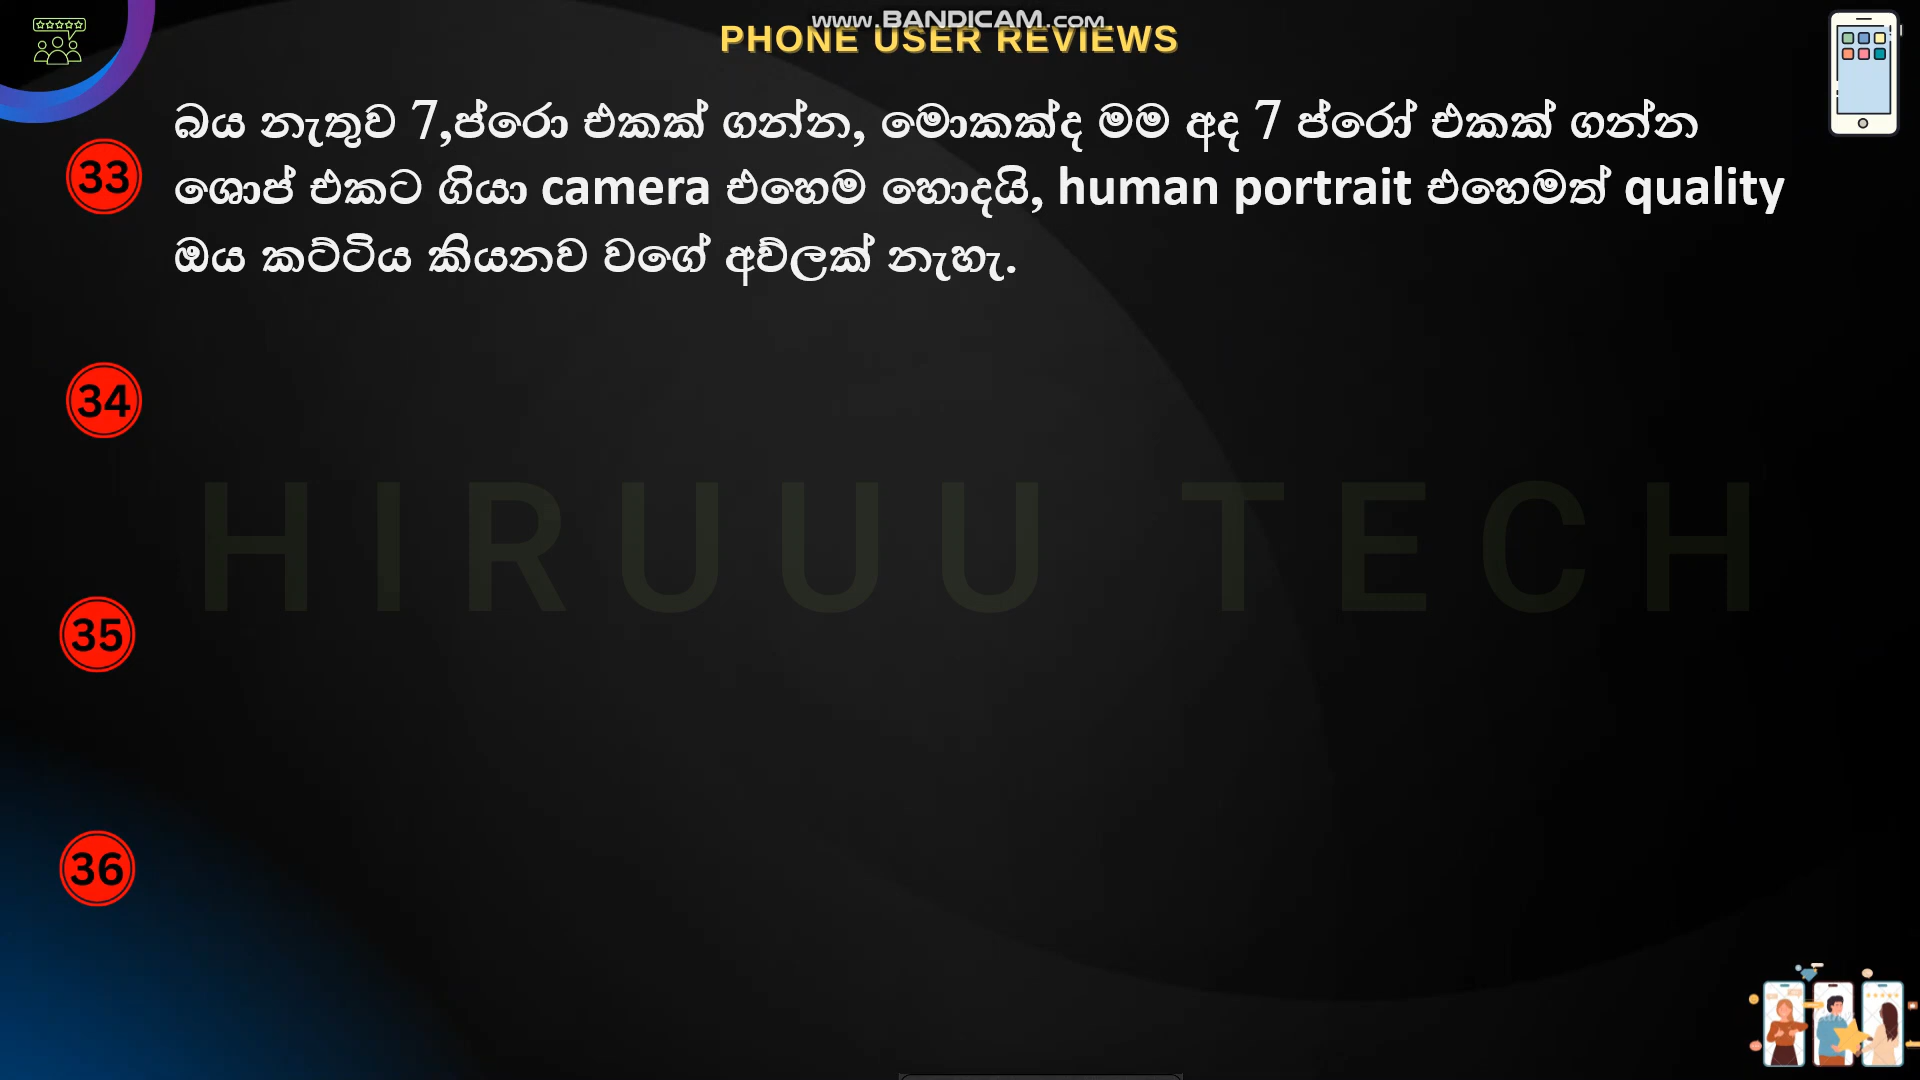 www.BANDICAM.com
PHONE USER REVIEWS
බය නැතුව 7,ප්රො එකක් ගන්න, මොකක්ද මම අද 7 ප්රෝ එකක් ගන්න
33
ශොප් එකට ගියා camera එහෙම හොදයි, human portrait එහෙමත් quality
ඔය කට්ටිය කියනව වගේ අව්ලක් නැහැ.
34
HIRUUU TECH
35
36